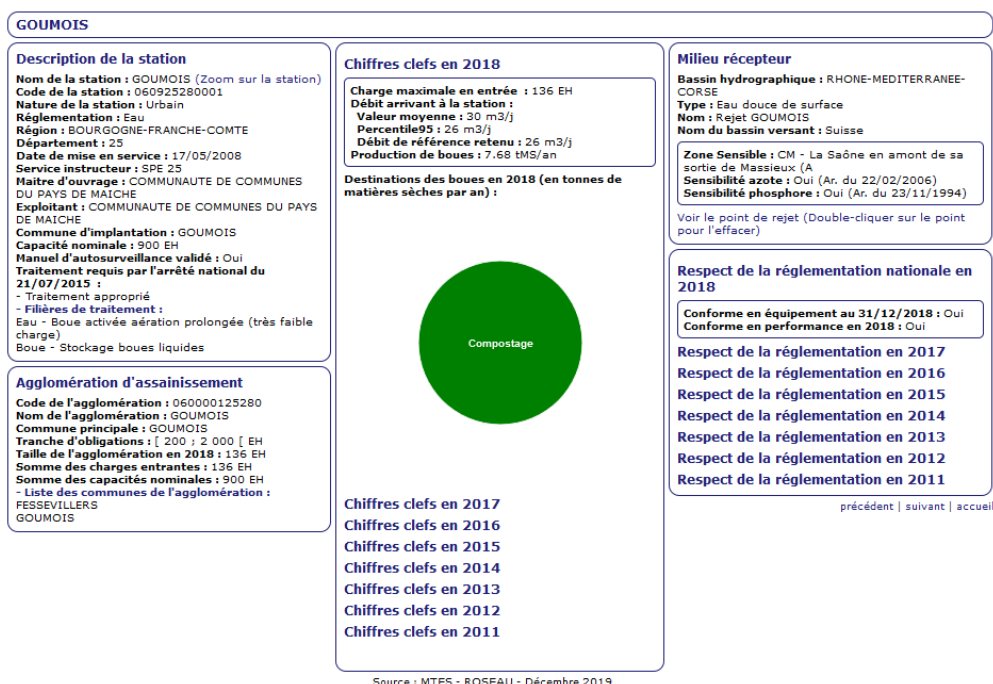 GOUMOIS
Description de la station
Nom de la station : GOUMOIS (Zoom sur la station)
Code de la station : 060925280001
Nature de la station : Urbain
Réglementation : Eau
Région : BOURGOGNE-FRANCHE-COMTE
Département : 25
Date de mise en service : 17/05/2008
Service instructeur : SPE 25
Maitre d'ouvrage : COMMUNAUTE DE COMMUNES
DU PAYS DE MAICHE
Exploitant : COMMUNAUTE DE COMMUNES DU PAYS
DE MAICHE
Commune d'implantation : GOUMOIS
Capacité nominale : 900 EH
Manuel d'autosurveillance validé : Oui
Traitement requis par l'arrêté national du
21/07/2015 :
- Traitement approprié
- Filières de traitement :
Eau - Boue activée aération prolongée (très faible
charge)
Boue - Stockage boues liquides
Agglomération d'assainissement
Code de l'agglomération : 060000125280
Nom de l'agglomération : GOUMOIS
Commune principale : GOUMOIS
Tranche d'obligations : [ 200 ; 2 000 [ EH
Taille de l'agglomération en 2018 : 136 EH
Somme des charges entrantes : 136 EH
Somme des capacités nominales : 900 EH
- Liste des communes de l'agglomération :
FESSEVILLERS
GOUMOIS
Chiffres clefs en 2018
Charge maximale en entrée : 136 EH
Débit arrivant à la station :
Valeur moyenne : 30 m3/j
Percentile95 : 26 m3/j
Débit de référence retenu : 26 m3/j
Production de boues : 7.68 tMS/an
Destinations des boues en 2018 (en tonnes de
matières sèches par an) :
Compostage
Chiffres clefs en 2017
Chiffres clefs en 2016
Chiffres clefs en 2015
Chiffres clefs en 2014
Chiffres clefs en 2013
Chiffres clefs en 2012
Chiffres clefs en 2011
Milieu récepteur
Bassin hydrographique : RHONE-MEDITERRANEE-
CORSE
Type : Eau douce de surface
Nom : Rejet GOUMOIS
Nom du bassin versant : Suisse
Zone Sensible : CM - La Saône en amont de sa
sortie de Massieux (A
Sensibilité azote : Oui (Ar. du 22/02/2006)
Sensibilité phosphore : Oui (Ar. du 23/11/1994)
Voir le point de rejet (Double-cliquer sur le point
pour l'effacer)
Respect de la réglementation nationale en
2018
Conforme en équipement au 31/12/2018 : Oui
Conforme en performance en 2018 : Oui
Respect de la réglementation en 2017
Respect de la réglementation en 2016
Respect de la réglementation en 2015
Respect de la réglementation en 2014
Respect de la réglementation en 2013
Respect de la réglementation en 2012
Respect de la réglementation en 2011
précédent | suivant | accueil
Source : MTES - ROSEAU - Décembre 2019